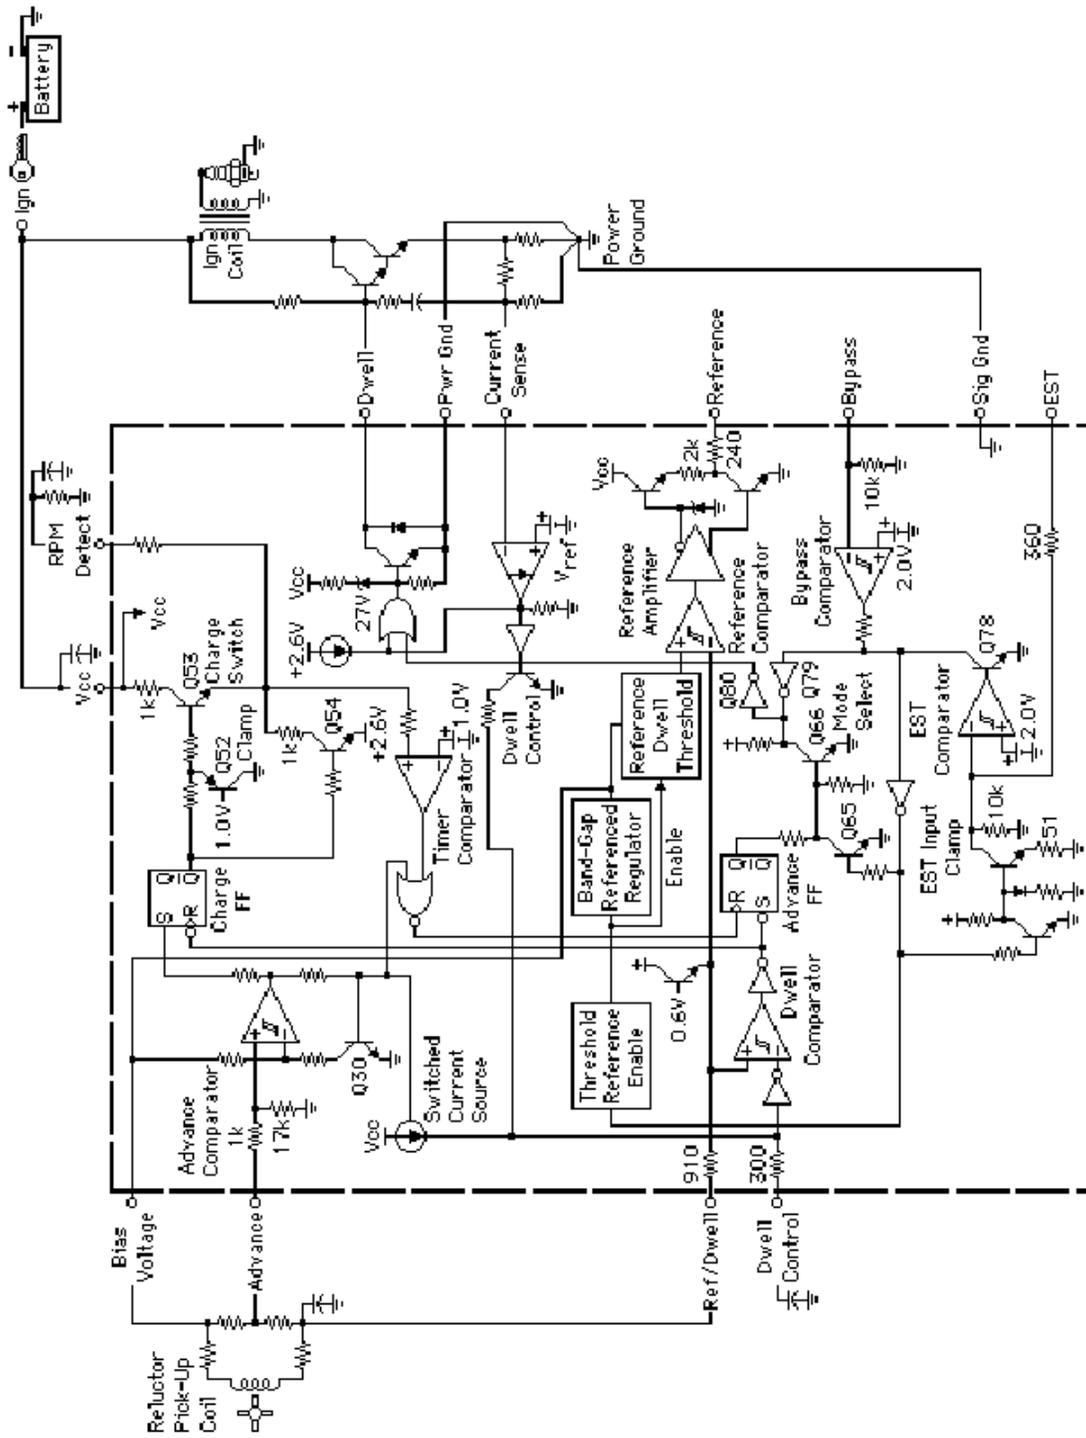 Battery
+
-
Ign
Ign
Coil
Power
Ground
RPM
Detect
Vcc
Vcc
Dwell
Pwr Gnd
Current
Sense
Reference
Bypass
Sig Gnd
EST
1k
Q53
Charge
Switch
Q52
Clamp
1.0V
1k
Q54
+2.6V
+2.6V
Vcc
27V
Vref
1.0V
Timer
Comparator
Dwell
Control
Charge
FF
S
R
Q
Q
Vcc
2k
240
Reference
Amplifier
Reference
Comparator
Reference
Dwell
Threshold
Band-Gap
Referenced
Regulator
Enable
Bypass
Comparator
10k
2.0V
360
Q80
Q79
Q66
Mode
Select
Q65
Q78
EST
Comparator
2.0V
EST Input
Clamp
10k
51
R
S
Q
Q
Advance
FF
Dwell
Comparator
0.6V
Threshold
Reference
Enable
Advance
Comparator
1k
17k
Q30
Vcc
Switched
Current
Source
910
300
Bias
Voltage
Advance
Ref/Dwell
Dwell
Control
Reluctor
Pick-Up
Coil